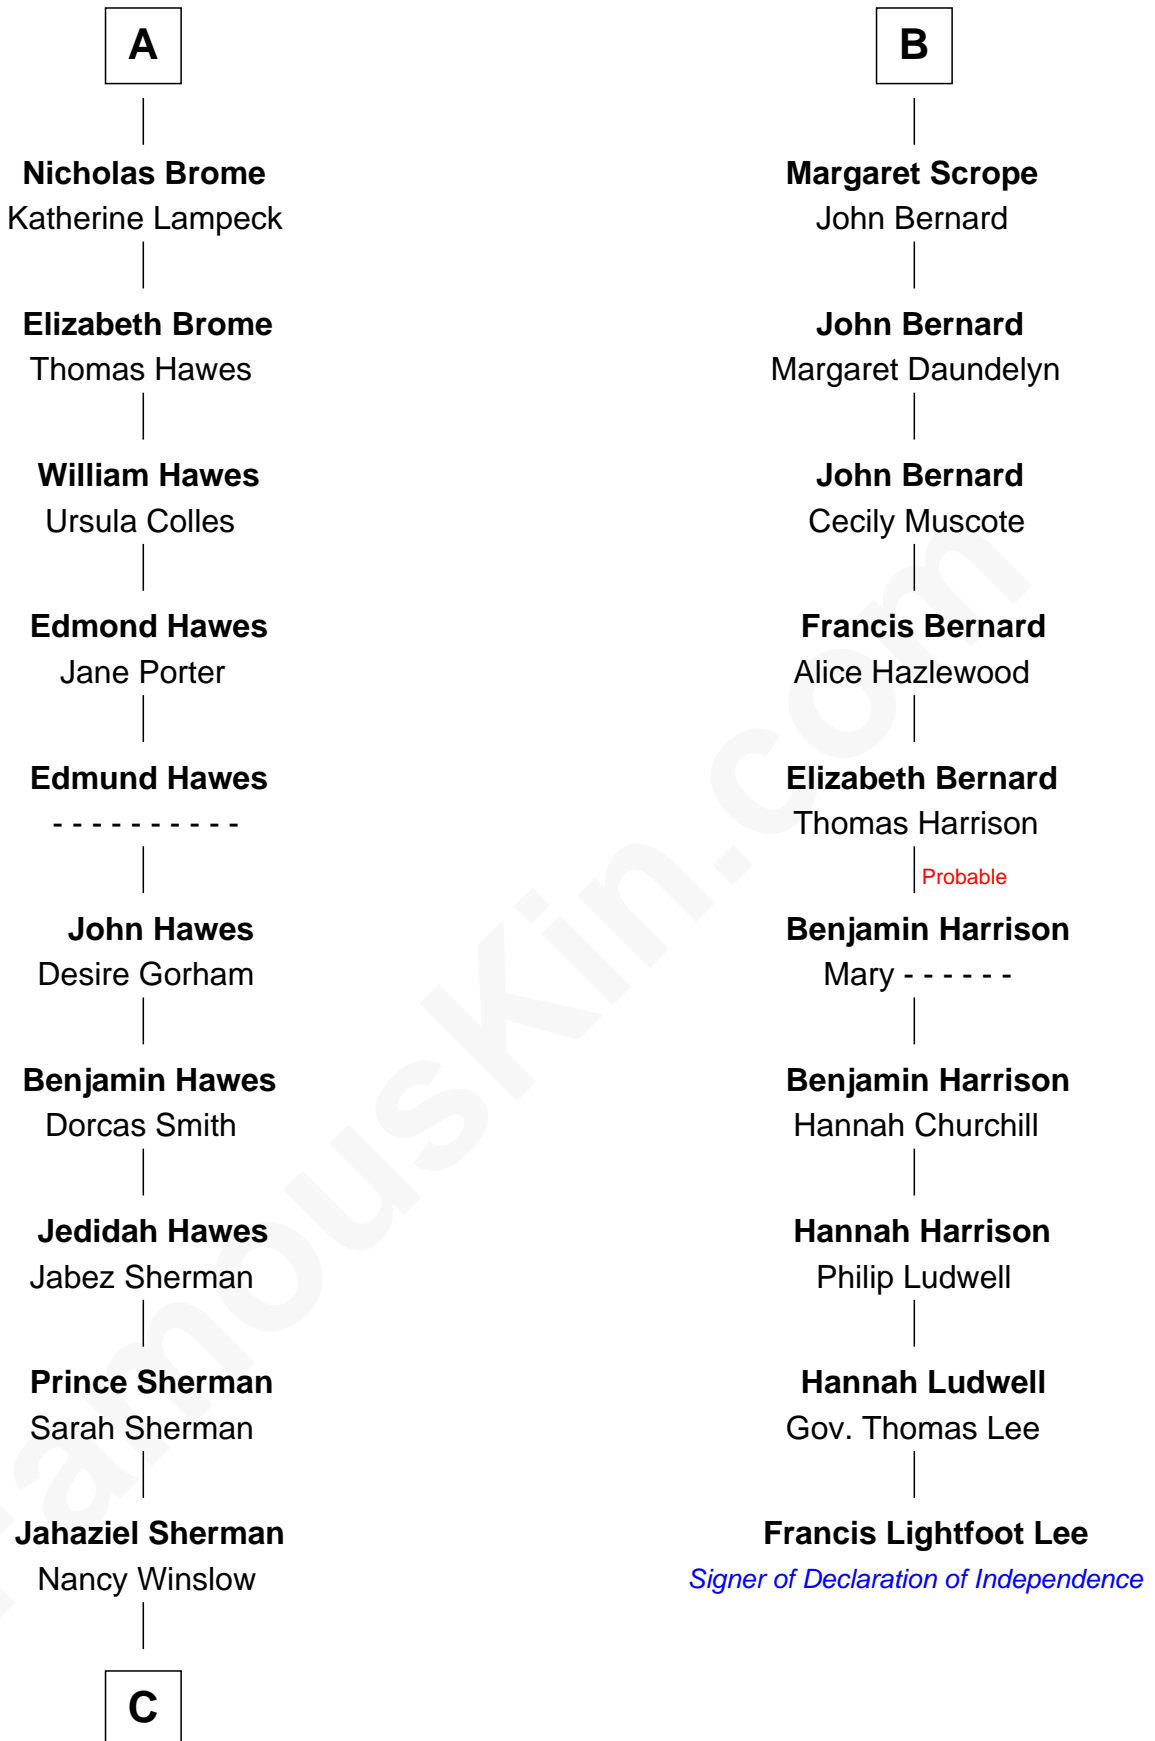 A
Nicholas Brome
Katherine Lampeck
Elizabeth Brome
Thomas Hawes
William Hawes
Ursula Colles
Edmond Hawes
Jane Porter
Edmund Hawes
- - - - - - - - - -
John Hawes
Desire Gorham
Benjamin Hawes
Dorcas Smith
Jedidah Hawes
Jabez Sherman
Prince Sherman
Sarah Sherman
Jahaziel Sherman
Nancy Winslow
C
B
Margaret Scrope
John Bernard
John Bernard
Margaret Daundelyn
John Bernard
Cecily Muscote
Francis Bernard
Alice Hazlewood
Elizabeth Bernard
Thomas Harrison
Probable
Benjamin Harrison
Mary - - - - - -
Benjamin Harrison
Hannah Churchill
Hannah Harrison
Philip Ludwell
Hannah Ludwell
Gov. Thomas Lee
Francis Lightfoot Lee
Signer of Declaration of Independence
FamousKin.com